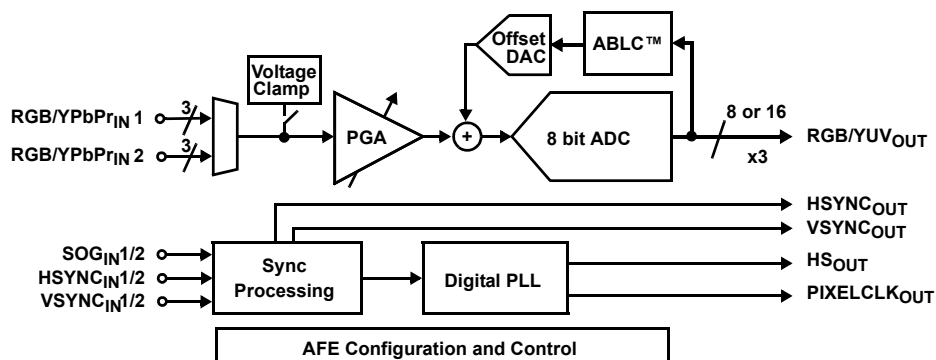 Offset
DAC
ABLC™
Voltage
Clamp
RGB/YPbPrIN 1
3
PGA
+
8 bit ADC
8 or 16
x3
RGB/YUVOUT
RGB/YPbPrIN 2
3
HSYNCOUT
VSYNCOUT
SOGIN1/2
HSYNCIN1/2
VSYNCIN1/2
Sync
Processing
Digital PLL
HSOUT
PIXELCLKOUT
AFE Configuration and Control